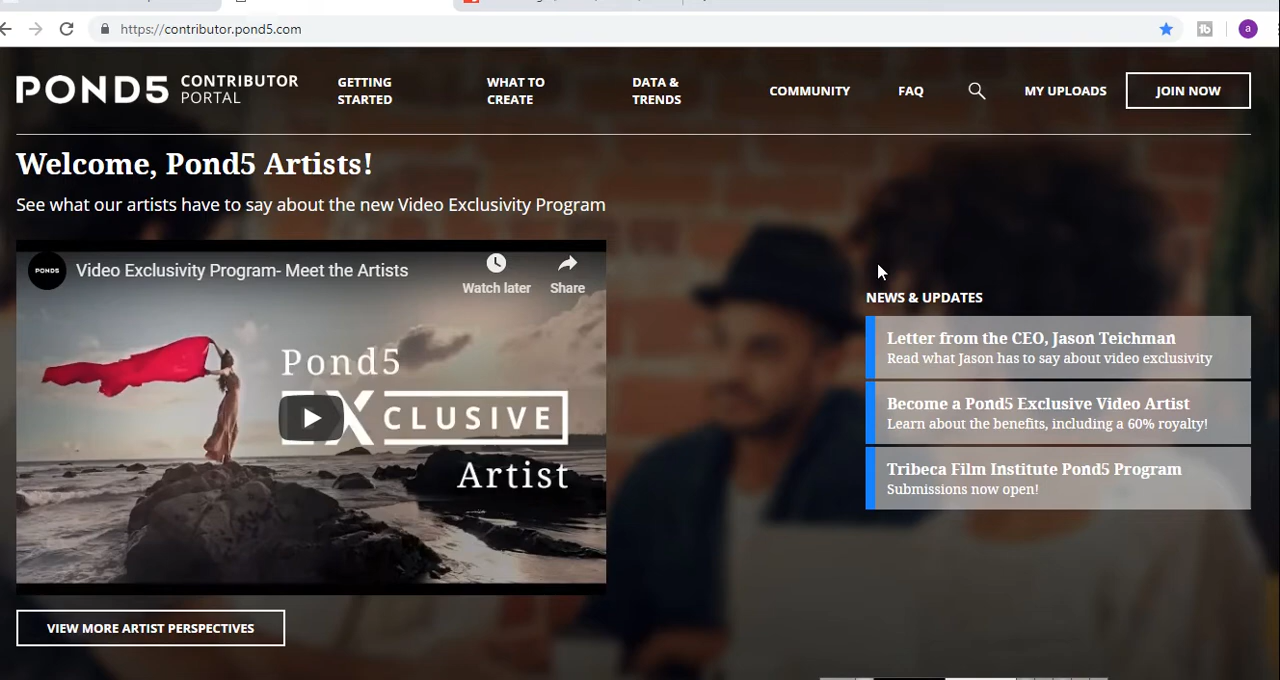 https://contributor.pond5.com
a
POND5 CONTRIBUTOR PORTAL
GETTING STARTED
WHAT TO CREATE
DATA & TRENDS
COMMUNITY
FAQ
MY UPLOADS
JOIN NOW
Welcome, Pond5 Artists!
See what our artists have to say about the new Video Exclusivity Program
POND5
Video Exclusivity Program- Meet the Artists
Watch later
Share
Pond5
EXCLUSIVE
Artist
VIEW MORE ARTIST PERSPECTIVES
NEWS & UPDATES
Letter from the CEO, Jason Teichman
Read what Jason has to say about video exclusivity
Become a Pond5 Exclusive Video Artist
Learn about the benefits, including a 60% royalty!
Tribeca Film Institute Pond5 Program
Submissions now open!